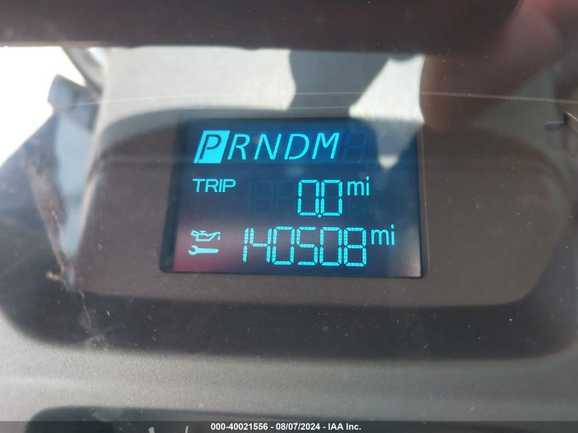 PRNDM
TRIP 0.0 mi
140508 mi
000-40021556 - 08/07/2024 - IAA Inc.